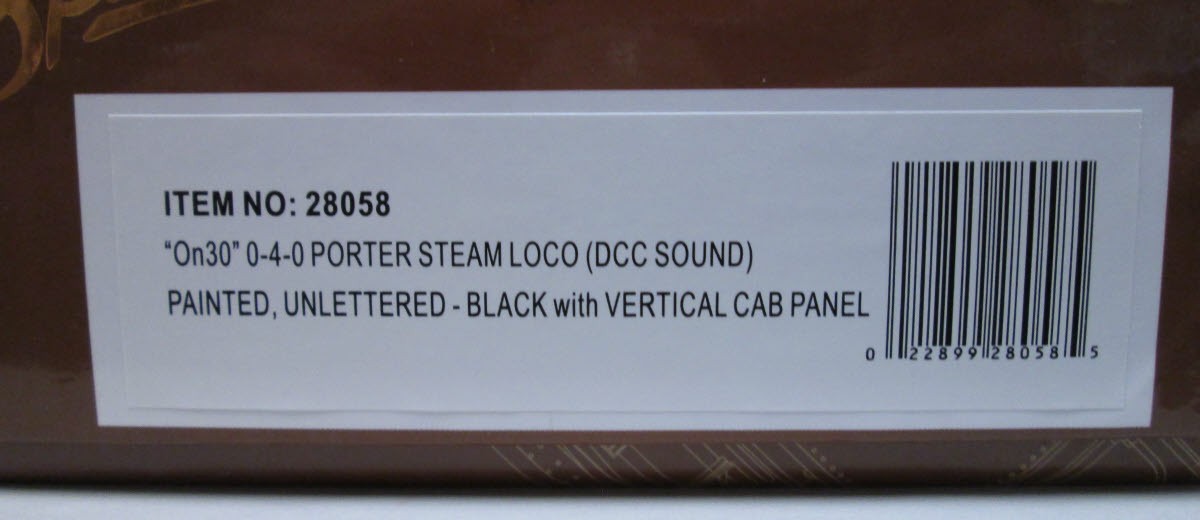 ITEM NO: 28058
“On30” 0-4-0 PORTER STEAM LOCO (DCC SOUND)
PAINTED, UNLETTERED - BLACK with VERTICAL CAB PANEL
0 22899 28058 5